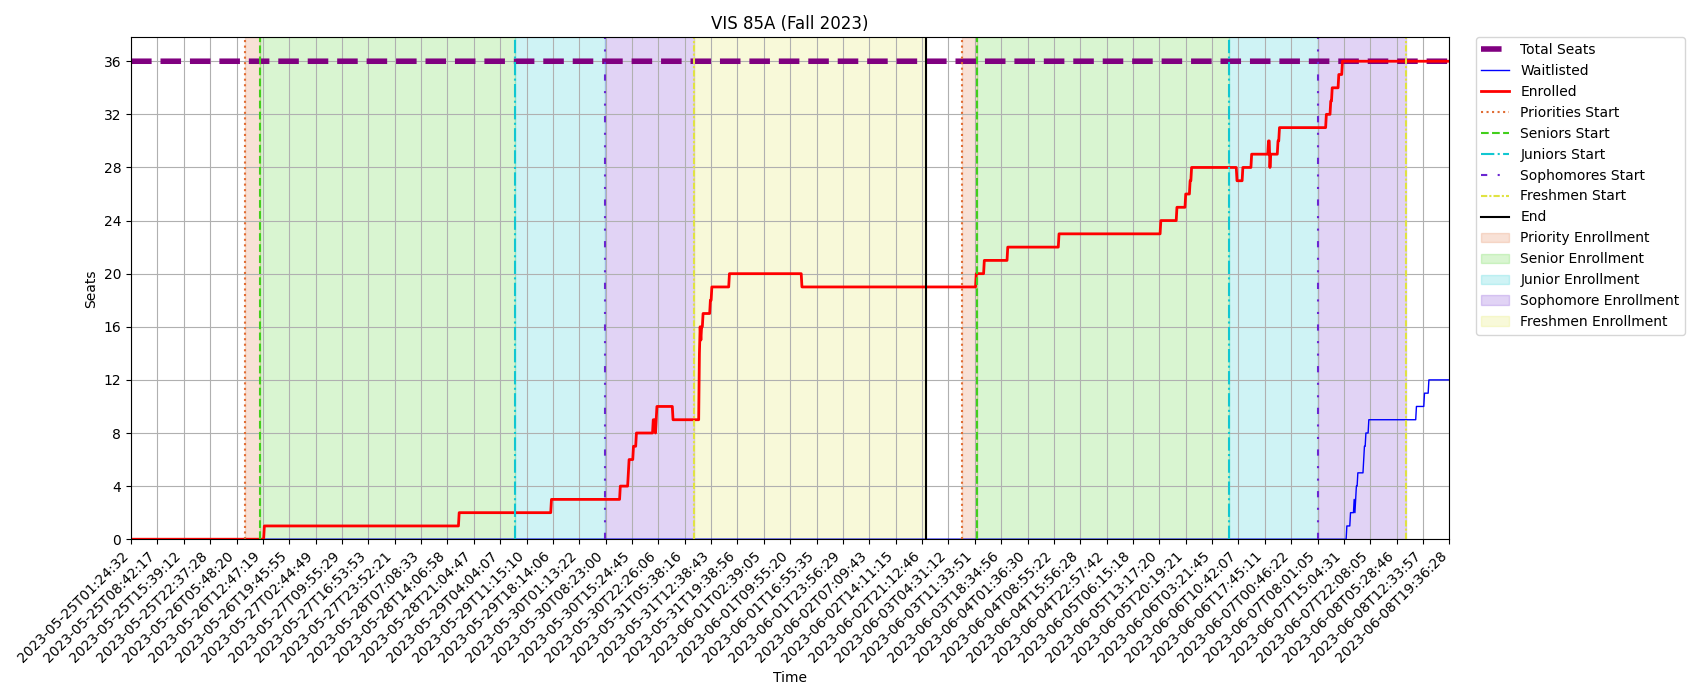 VIS 85A (Fall 2023)
Total Seats
Waitlisted
Enrolled
Priorities Start
Seniors Start
Juniors Start
Sophomores Start
Freshmen Start
End
Priority Enrollment
Senior Enrollment
Junior Enrollment
Sophomore Enrollment
Freshmen Enrollment
Seats
36
32
28
24
20
16
12
8
4
0
2023-05-25T01:24:32
2023-05-25T08:42:17
2023-05-25T15:39:12
2023-05-25T22:37:28
2023-05-26T05:48:20
2023-05-26T12:47:19
2023-05-26T19:45:55
2023-05-27T02:44:49
2023-05-27T09:55:29
2023-05-27T16:53:53
2023-05-27T23:52:21
2023-05-28T07:08:33
2023-05-28T14:06:58
2023-05-28T21:04:47
2023-05-29T04:04:07
2023-05-29T11:15:10
2023-05-29T18:14:06
2023-05-30T01:13:22
2023-05-30T08:23:00
2023-05-30T15:24:45
2023-05-30T22:26:06
2023-05-31T05:38:16
2023-05-31T12:38:43
2023-05-31T19:38:56
2023-06-01T02:39:05
2023-06-01T09:55:20
2023-06-01T16:55:35
2023-06-01T23:56:29
2023-06-02T07:09:43
2023-06-02T14:11:15
2023-06-02T21:12:46
2023-06-03T04:31:12
2023-06-03T11:33:51
2023-06-03T18:34:56
2023-06-04T01:36:30
2023-06-04T08:55:22
2023-06-04T15:56:28
2023-06-04T22:57:42
2023-06-05T06:15:18
2023-06-05T13:17:20
2023-06-05T20:19:21
2023-06-06T03:21:45
2023-06-06T10:42:07
2023-06-06T17:45:11
2023-06-07T00:46:22
2023-06-07T08:01:05
2023-06-07T15:04:31
2023-06-07T22:08:05
2023-06-08T05:28:46
2023-06-08T12:33:57
2023-06-08T19:36:28
Time